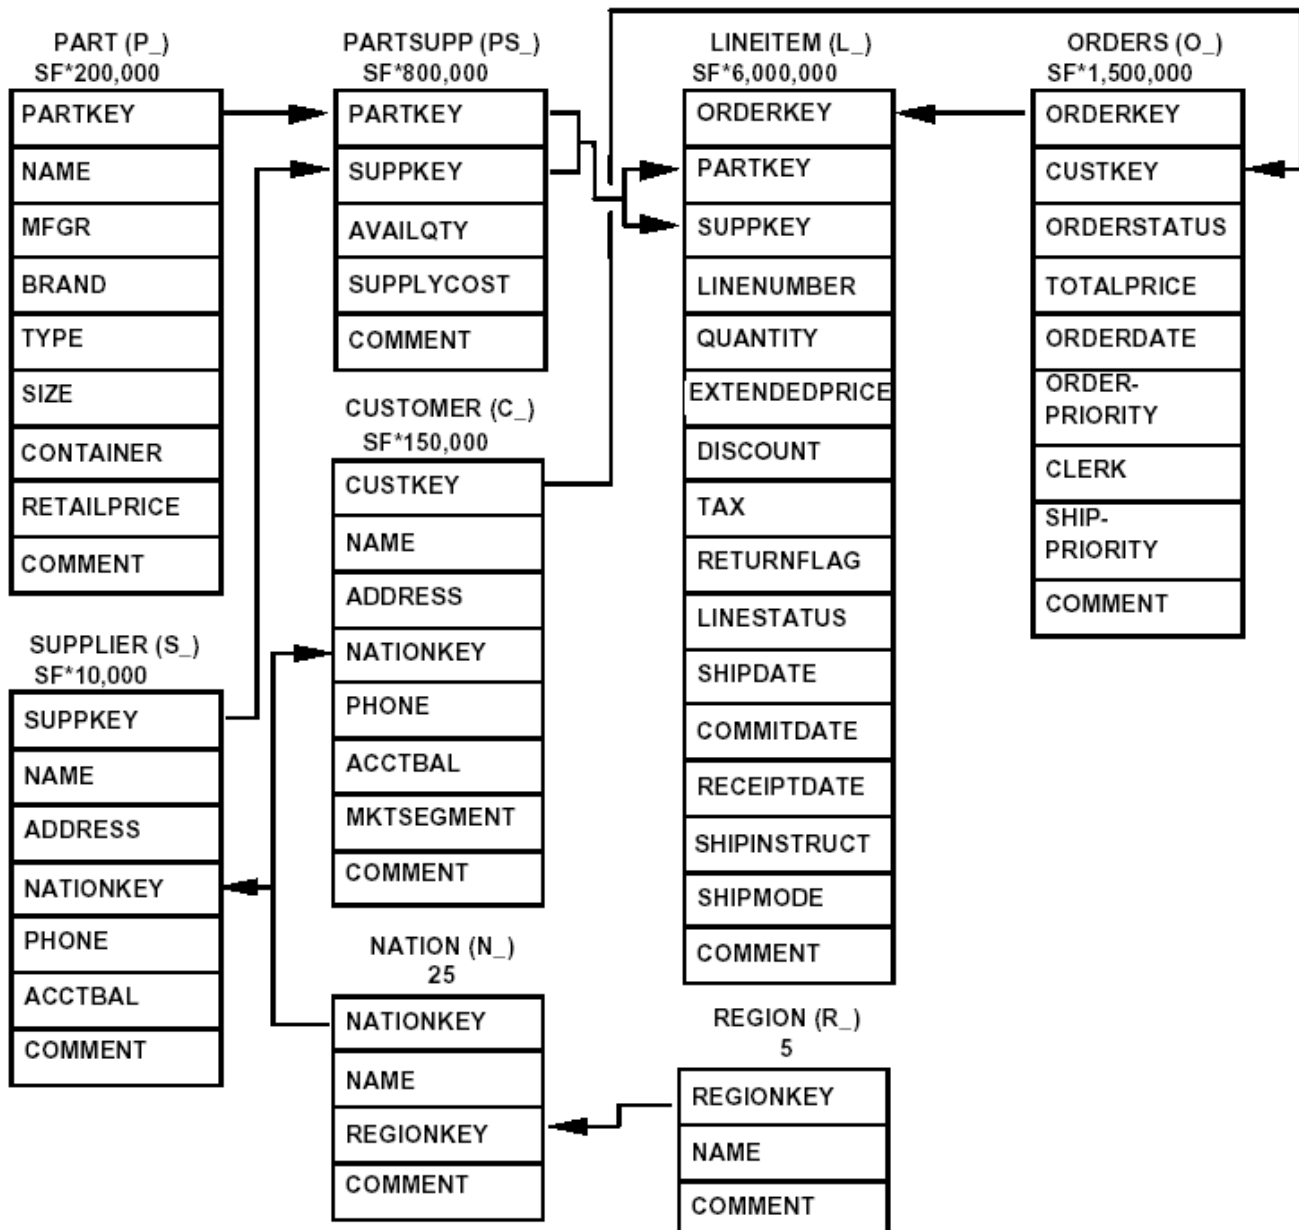 PART (P_)
SF*200,000
PARTKEY
NAME
MFGR
BRAND
TYPE
SIZE
CONTAINER
RETAILPRICE
COMMENT
SUPPLIER (S_)
SF*10,000
SUPPKEY
NAME
ADDRESS
NATIONKEY
PHONE
ACCTBAL
COMMENT
PARTSUPP (PS_)
SF*800,000
PARTKEY
SUPPKEY
AVAILQTY
SUPPLYCOST
COMMENT
CUSTOMER (C_)
SF*150,000
CUSTKEY
NAME
ADDRESS
NATIONKEY
PHONE
ACCTBAL
MKTSEGMENT
COMMENT
NATION (N_)
25
NATIONKEY
NAME
REGIONKEY
COMMENT
LINEITEM (L_)
SF*6,000,000
ORDERKEY
PARTKEY
SUPPKEY
LINENUMBER
QUANTITY
EXTENDEDPRICE
DISCOUNT
TAX
RETURNFLAG
LINESTATUS
SHIPDATE
COMMITDATE
RECEIPTDATE
SHIPINSTRUCT
SHIPMODE
COMMENT
REGION (R_)
5
REGIONKEY
NAME
COMMENT
ORDERS (O_)
SF*1,500,000
ORDERKEY
CUSTKEY
ORDERSTATUS
TOTALPRICE
ORDERDATE
ORDER-
PRIORITY
CLERK
SHIP-
PRIORITY
COMMENT